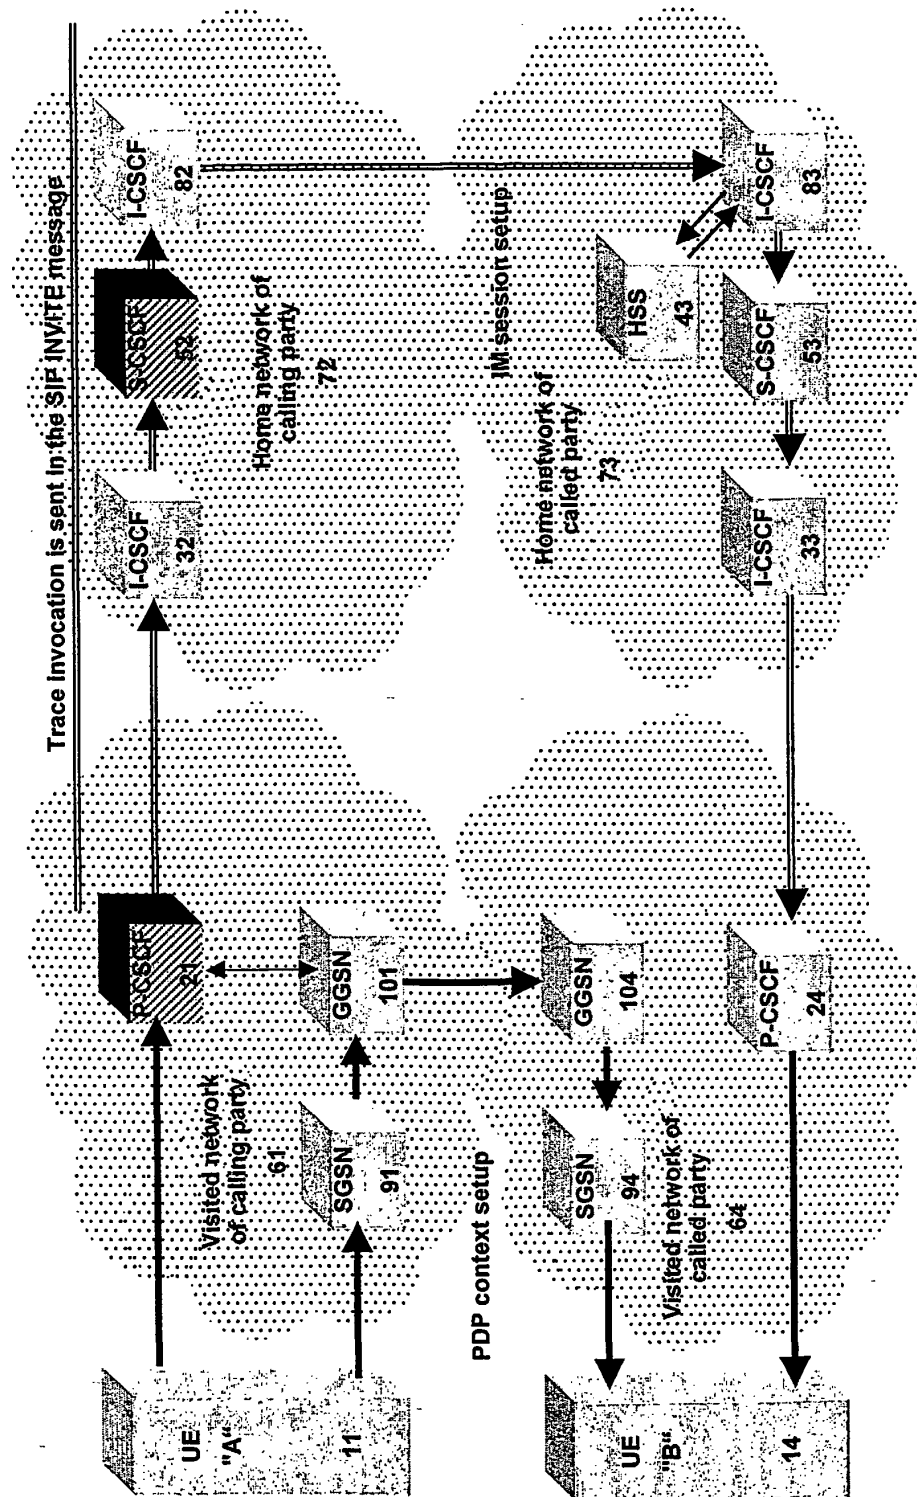 Trace invocation is sent in the SIP INVITE message
UE
"A"
11
P-CSCF
21
I-CSCF
32
S-CSCF
52
I-CSCF
82
Visited network
of calling party
61
SGSN
91
GGSN
101
Home network of
calling party
72
PDP context setup
IM session setup
UE
"B"
14
SGSN
94
GGSN
104
Visited network of
called party
64
P-CSCF
24
Home network of
called party
73
HSS
43
I-CSCF
33
S-CSCF
53
I-CSCF
83